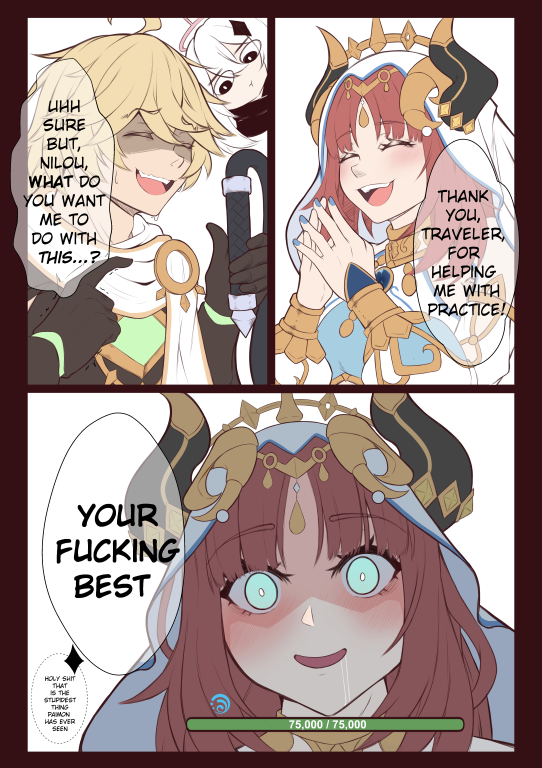 UHH
SURE
BUT,
NILOU,
WHAT DO
YOU WANT
ME TO
DO WITH
THIS...?
THANK
YOU,
TRAVELER,
FOR
HELPING
ME WITH
PRACTICE!
YOUR
FUCKING
BEST
HOLY SHIT
THAT
IS THE
STUPIDEST
THING
PAIMON
HAS EVER
SEEN
75,000 / 75,000